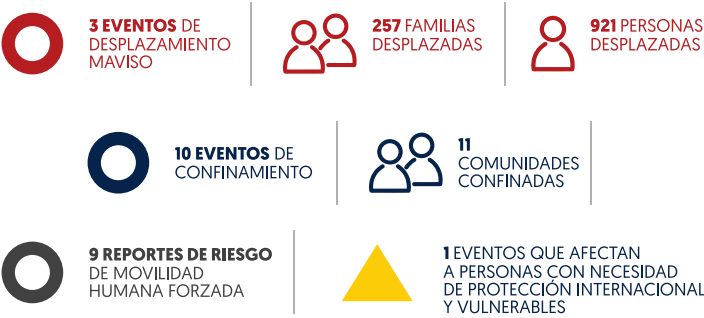 3 EVENTOS DE
DESPLAZAMIENTO
MAVISO
257 FAMILIAS
DESPLAZADAS
921 PERSONAS
DESPLAZADAS
10 EVENTOS DE
CONFINAMIENTO
11
COMUNIDADES
CONFINADAS
9 REPORTES DE RIESGO
DE MOVILIDAD
HUMANA FORZADA
1 EVENTOS QUE AFECTAN
A PERSONAS CON NECESIDAD
DE PROTECCIÓN INTERNACIONAL
Y VULNERABLES